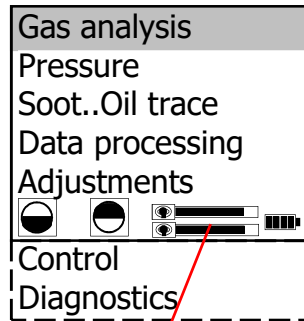 Gas analysis
Pressure
Soot..Oil trace
Data processing
Adjustments
Control
Diagnostics